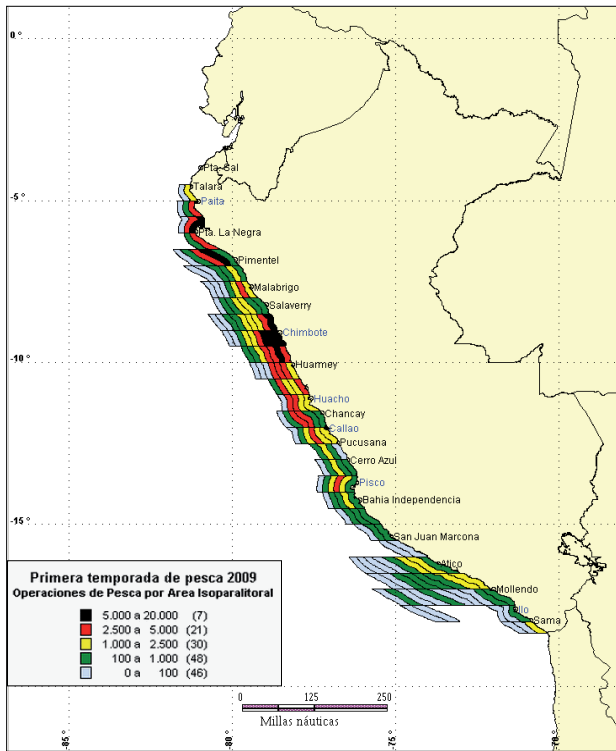 0 °
Pta. Sal
Talara
-5 °
Paita
Pta. La Negra
Pimentel
Malabrigo
Salaverry
Chimbote
-10 °
Huarmey
Huacho
Chancay
Callao
Pucusana
Cerro Azul
Pisco
Bahia Independencia
-15 °
San Juan Marcona
Atico
Mollendo
Ilo
Sama
Primera temporada de pesca 2009
Operaciones de Pesca por Area Isoparalitoral
5.000 a 20.000 (7)
2.500 a 5.000 (21)
1.000 a 2.500 (30)
100 a 1.000 (48)
0 a 100 (46)
0 125 250
Millas náuticas
-85 °
-80 °
-75 °
-70 °